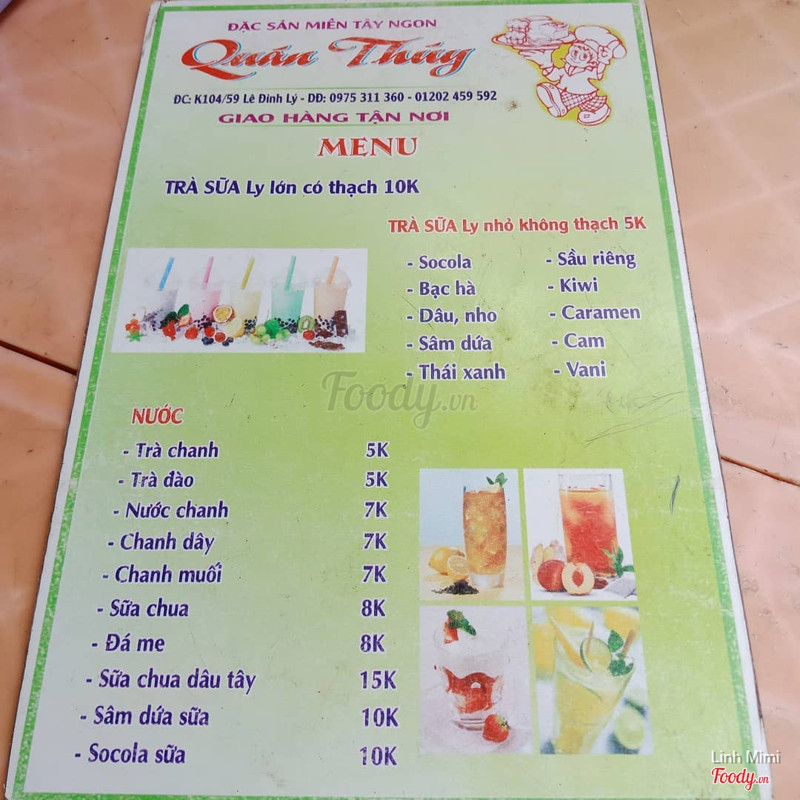 ĐẶC SẢN MIỀN TÂY NGON
Quán Thúy
ĐC: K104/59 Lê Đình Lý - DĐ: 0975 311 360 - 01202 459 592
GIAO HÀNG TẬN NƠI
MENU
TRÀ SỮA Ly lớn có thạch 10K
TRÀ SỮA Ly nhỏ không thạch 5K
- Socola
- Bạc hà
- Dâu, nho
- Sâm dứa
- Thái xanh
- Sầu riêng
- Kiwi
- Caramen
- Cam
- Vani
Foody.vn
NƯỚC
- Trà chanh 5K
- Trà đào 5K
- Nước chanh 7K
- Chanh dây 7K
- Chanh muối 7K
- Sữa chua 8K
- Đá me 8K
- Sữa chua dâu tây 15K
- Sâm dứa sữa 10K
- Socola sữa 10K
Linh Mimi
Foody.vn